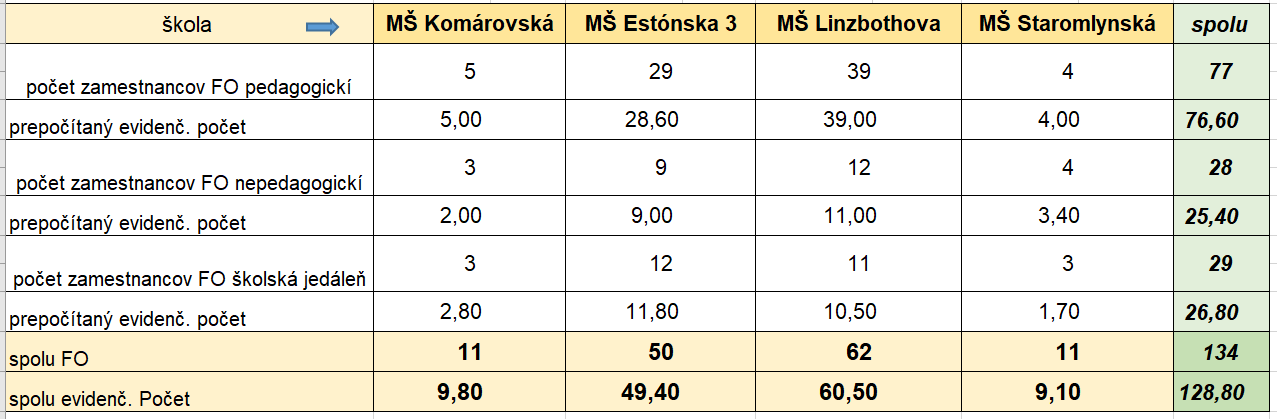 škola MŠ Komárovská MŠ Estónska 3 MŠ Linzbothova MŠ Staromlynská spolu
počet zamestnancov FO pedagogickí 5 29 39 4 77
prepočítaný evidenč. počet 5,00 28,60 39,00 4,00 76,60
počet zamestnancov FO nepedagogickí 3 9 12 4 28
prepočítaný evidenč. počet 2,00 9,00 11,00 3,40 25,40
počet zamestnancov FO školská jedáleň 3 12 11 3 29
prepočítaný evidenč. počet 2,80 11,80 10,50 1,70 26,80
spolu FO 11 50 62 11 134
spolu evidenč. Počet 9,80 49,40 60,50 9,10 128,80